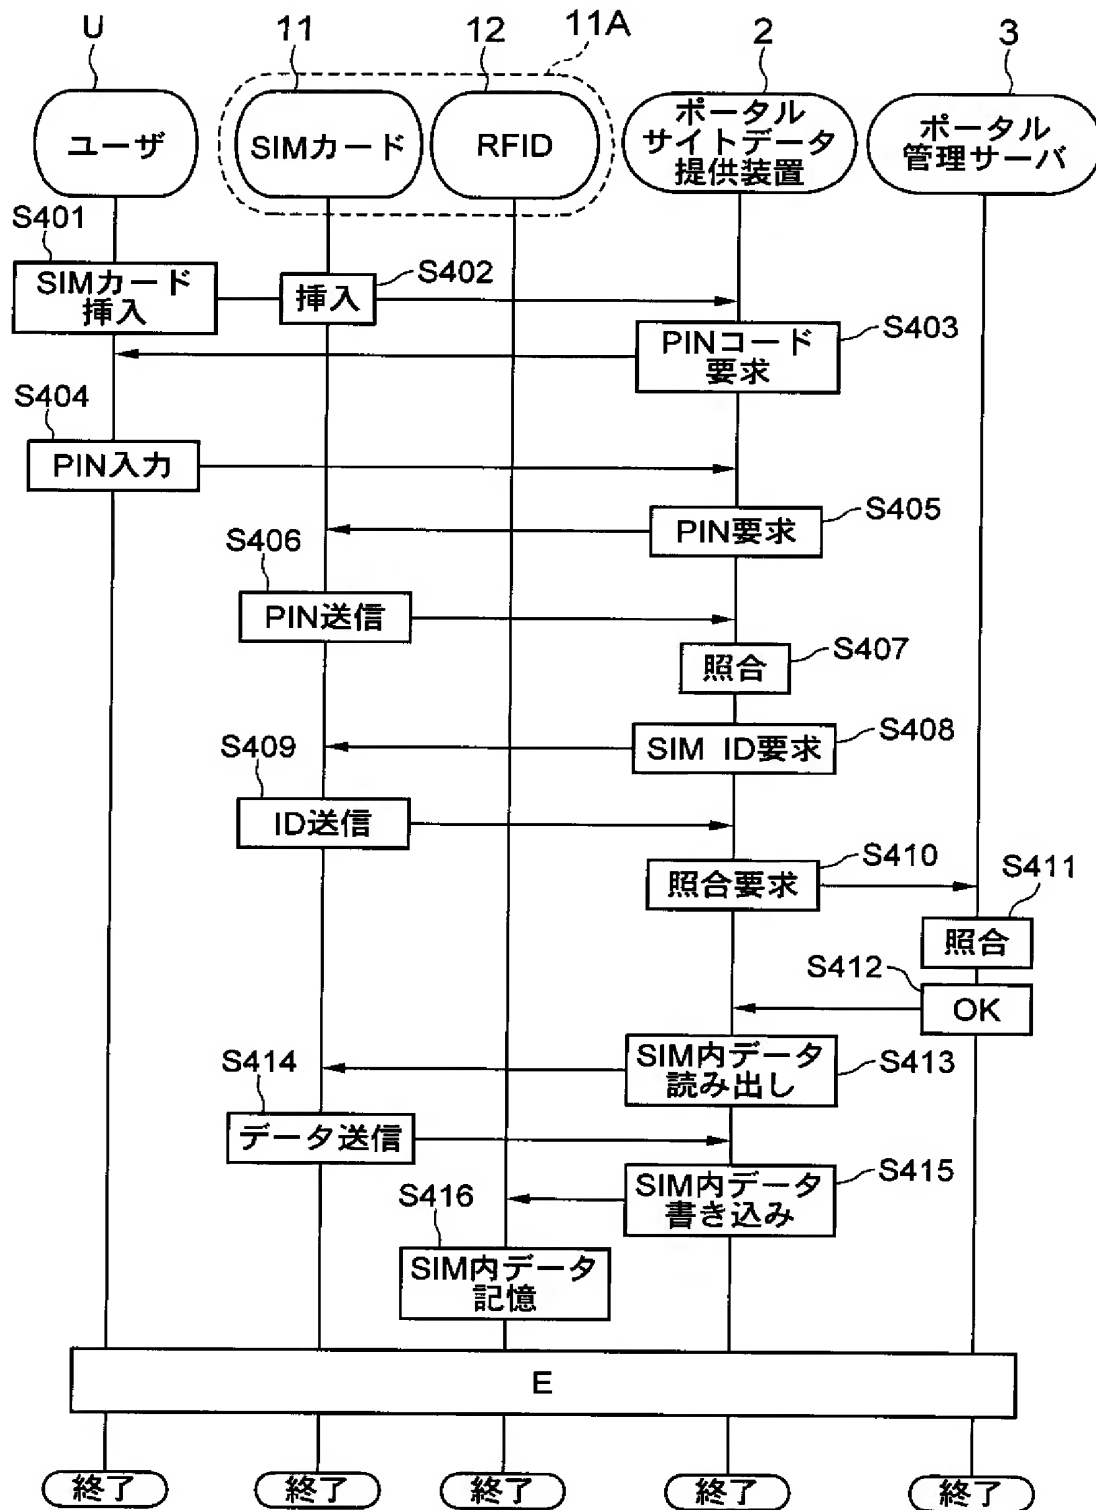 U
11
12
11A
2
3
ユーザ
SIMカード
RFID
ポータル
サイトデータ
提供装置
ポータル
管理サーバ
S401
SIMカード
挿入
挿入
S402
PINコード
要求
S403
S404
PIN入力
PIN要求
S405
S406
PIN送信
照合
S407
SIM ID要求
S408
S409
ID送信
照合要求
S410
S411
照合
S412
OK
SIM内データ
読み出し
S413
S414
データ送信
SIM内データ
書き込み
S415
S416
SIM内データ
記憶
E
終了
終了
終了
終了
終了